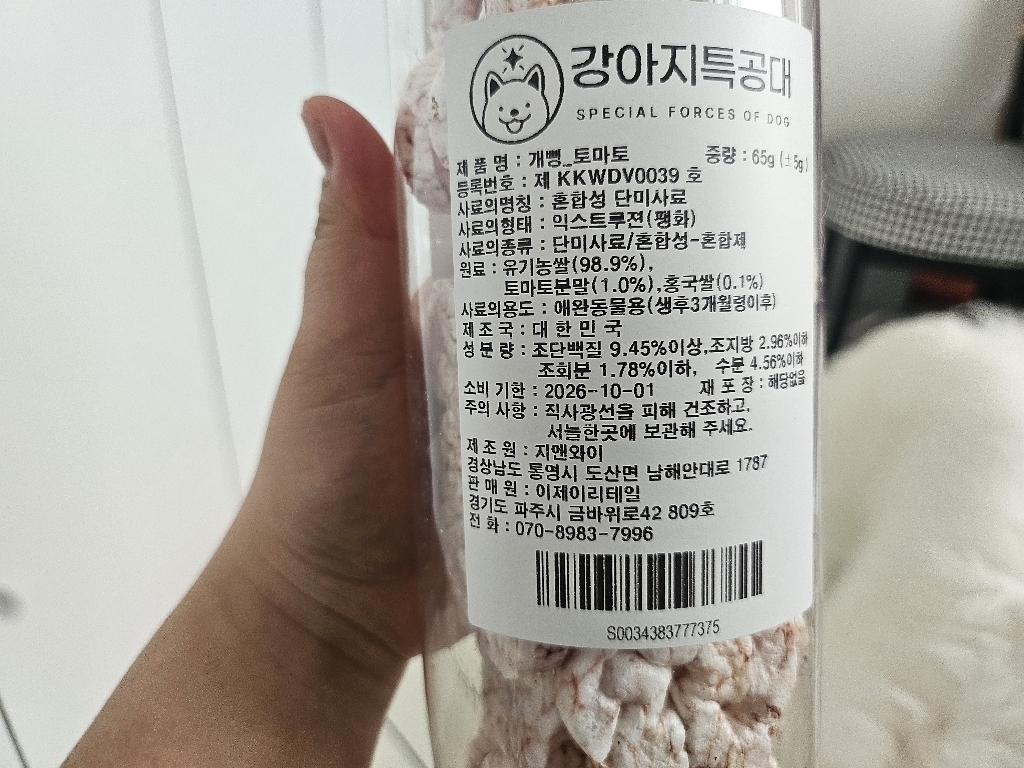 강아지특공대
SPECIAL FORCES OF DOG
제 품 명 : 개뻥_토마토 중량 : 65g (±5g)
등록번호 : 제 KKWDV0039 호
사료의명칭 : 혼합성 단미사료
사료의형태 : 익스트루젼(팽화)
사료의종류 : 단미사료/혼합성-혼합제
원료 : 유기농쌀(98.9%),
토마토분말(1.0%),홍국쌀(0.1%)
사료의용도 : 애완동물용(생후3개월령이후)
제 조 국 : 대 한 민 국
성 분 량 : 조단백질 9.45%이상,조지방 2.96%이하
조회분 1.78%이하, 수분 4.56%이하
소비 기한 : 2026-10-01 재 포 장 : 해당없음
주의 사항 : 직사광선을 피해 건조하고,
서늘한곳에 보관해 주세요.
제 조 원 : 지앤와이
경상남도 통영시 도산면 남해안대로 1787
판 매 원 : 이제이리테일
경기도 파주시 금바위로42 809호
전 화 : 070-8983-7996
S0034383777375